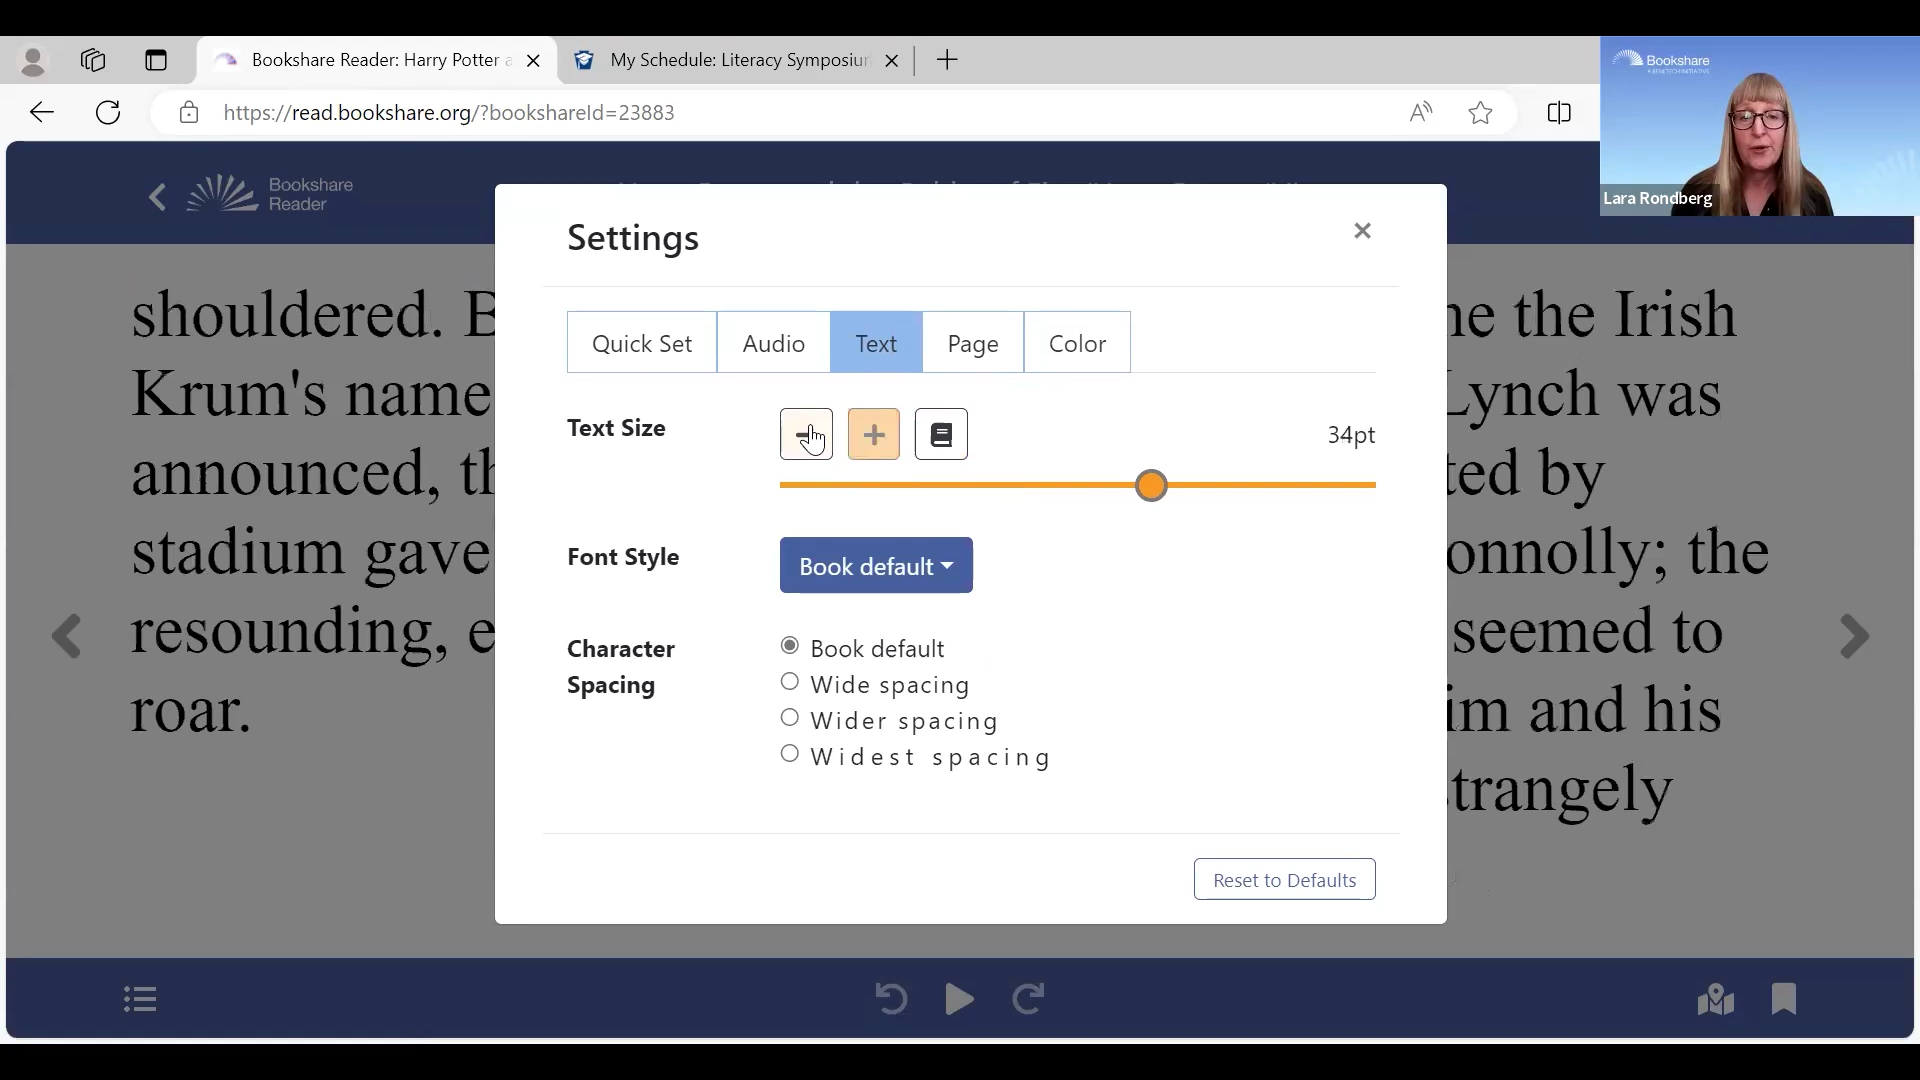 Bookshare Reader: Harry Potter a
My Schedule: Literacy Symposium
https://read.bookshare.org/?bookshareId=23883
Bookshare
Lara Rondberg
Bookshare
Reader
Settings
Quick Set
Audio
Text
Page
Color
Text Size
34pt
Font Style
Book default
Character
Spacing
Book default
Wide spacing
Wider spacing
Widest spacing
Reset to Defaults
shouldered. B
Krum's name
announced, th
stadium gave
resounding, e
roar.
me the Irish
Lynch was
ted by
onnolly; the
seemed to
im and his
strangely